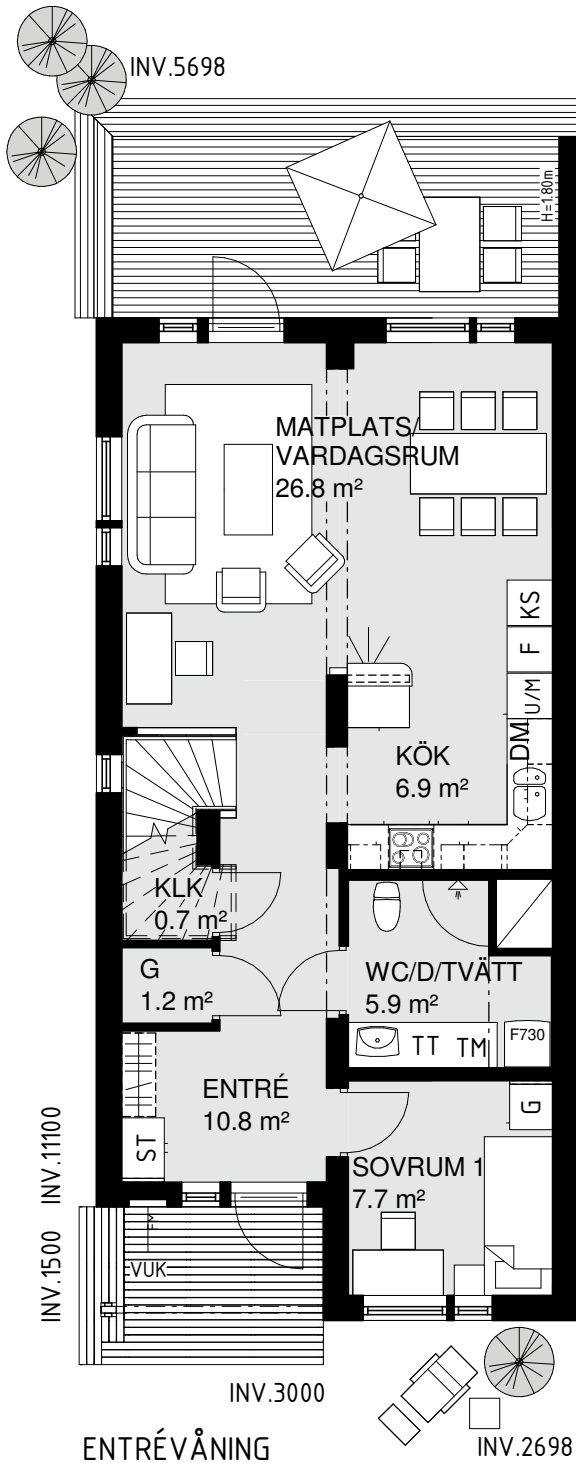 INV.5698
H=1.80m
MATPLATS/
VARDAGSRUM
26.8 m²
KS
F
U/M
DM
KÖK
6.9 m²
KLK
0.7 m²
G
1.2 m²
WC/D/TVÄTT
5.9 m²
F730
TT
TM
ENTRÉ
10.8 m²
G
ST
SOVRUM 1
7.7 m²
INV.11100
INV.1500
VUK
INV.3000
ENTRÉVÅNING
INV.2698